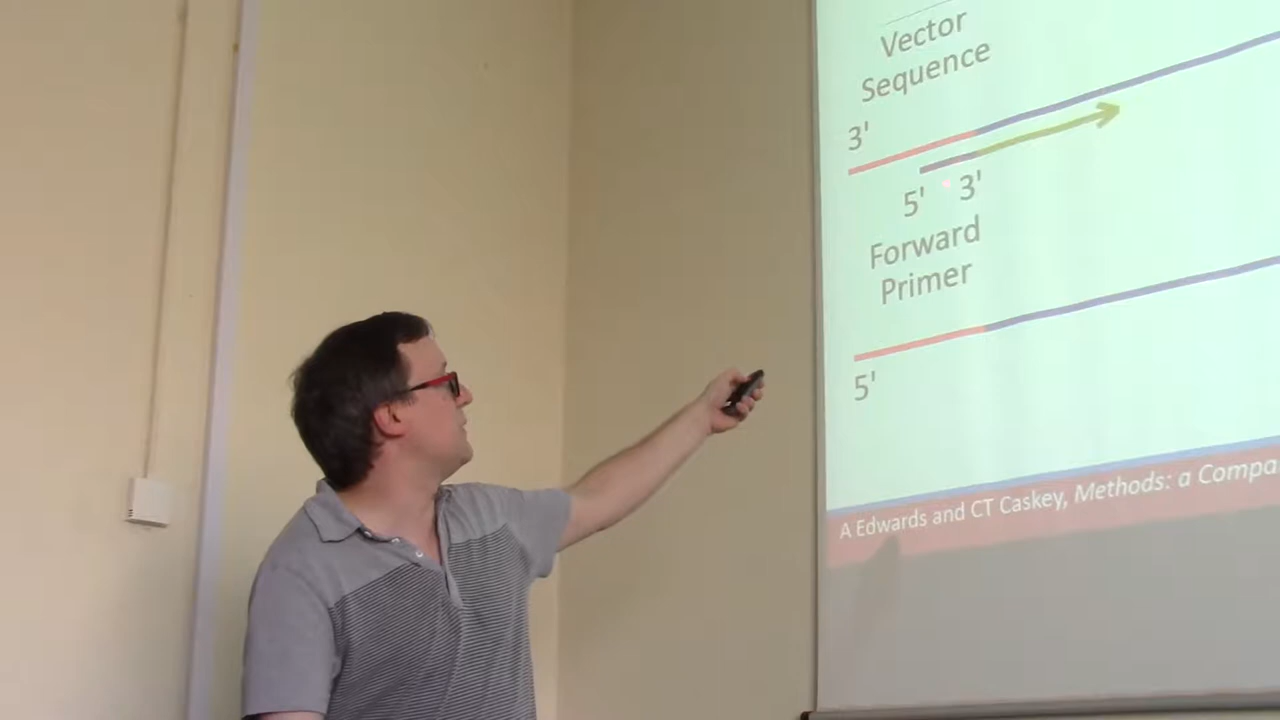 Vector
Sequence
3'
5' 3'
Forward
Primer
5'
A Edwards and CT Caskey, Methods: a Compa